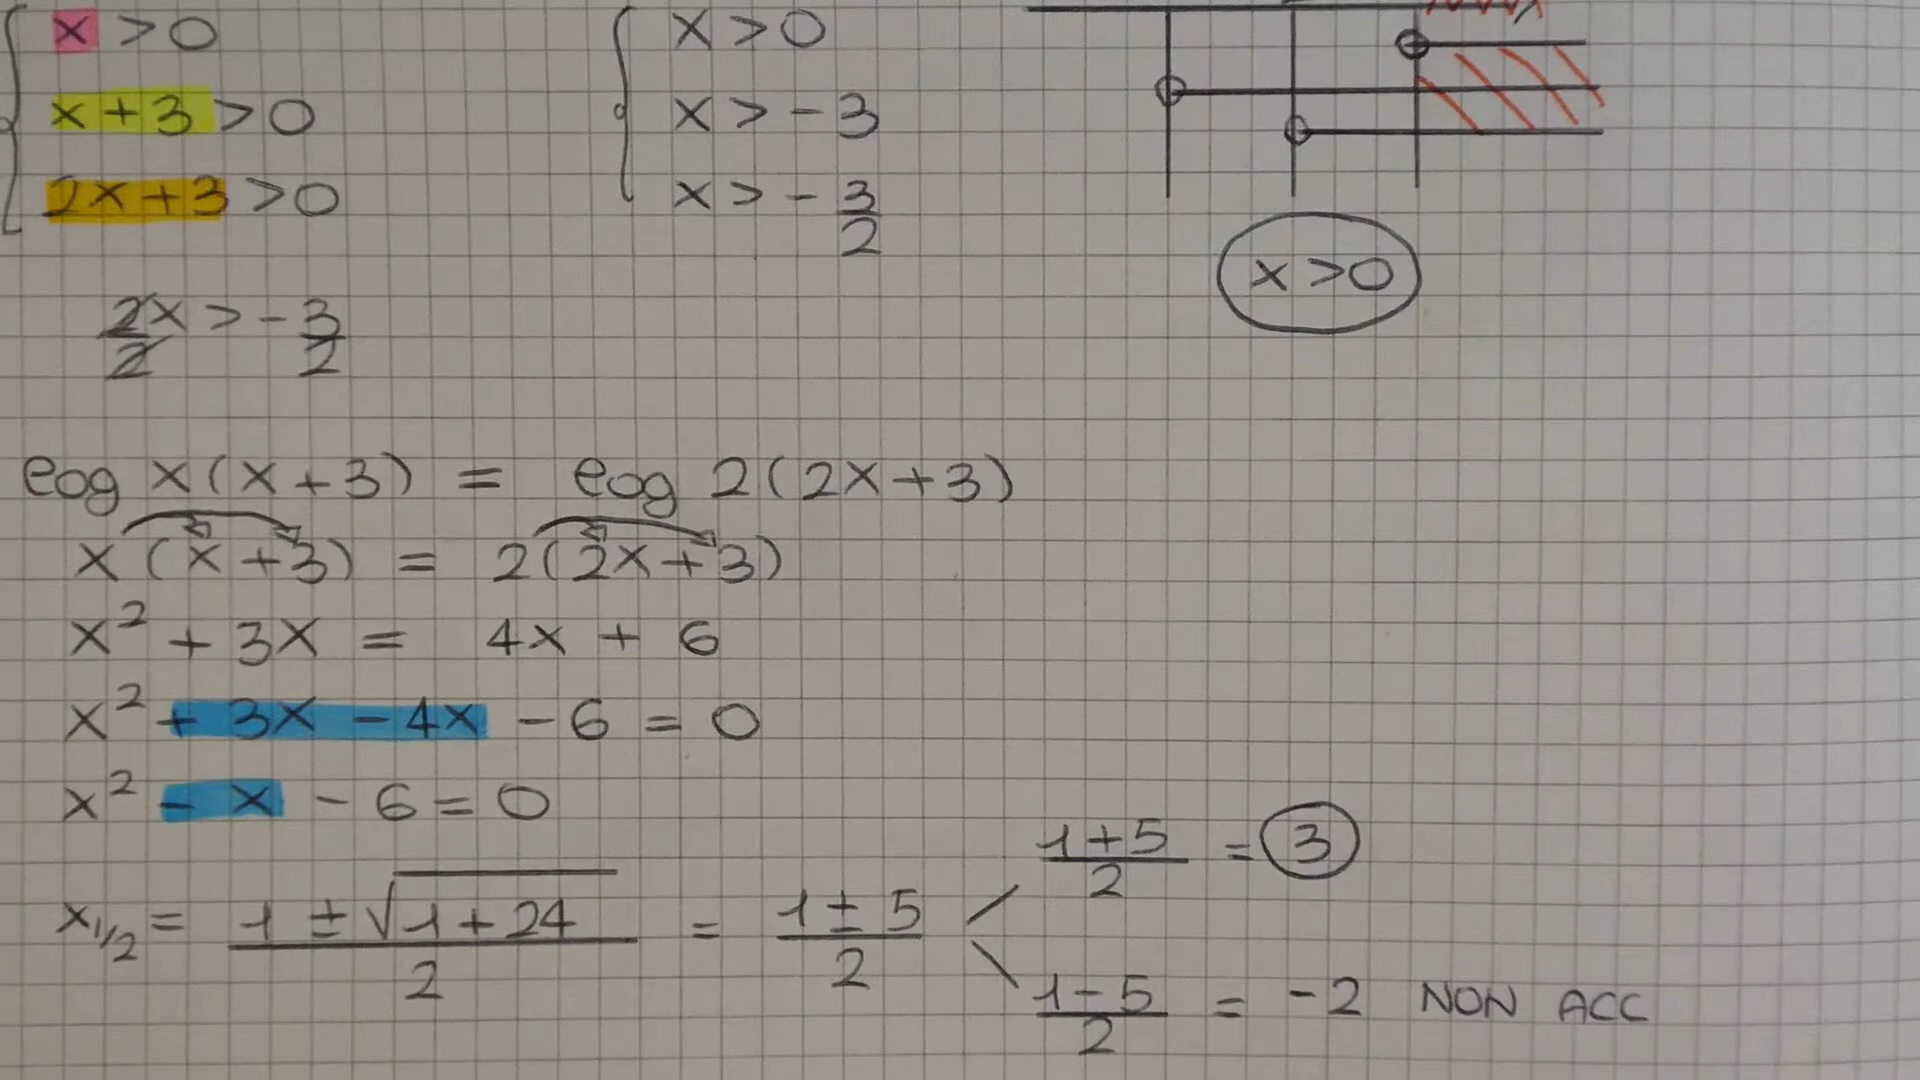 x > 0
x + 3 > 0
2x + 3 > 0
x > 0
x > - 3
x > - 3/2
x > 0
2x/2 > - 3/2
log x(x + 3) = log 2(2x + 3)
x (x + 3) = 2(2x + 3)
x² + 3x = 4x + 6
x² + 3x - 4x - 6 = 0
x² - x - 6 = 0
x1/2 = (1 ± √(1 + 24))/2 = (1 ± 5)/2
(1 + 5)/2 = 3
(1 - 5)/2 = -2 NON ACC